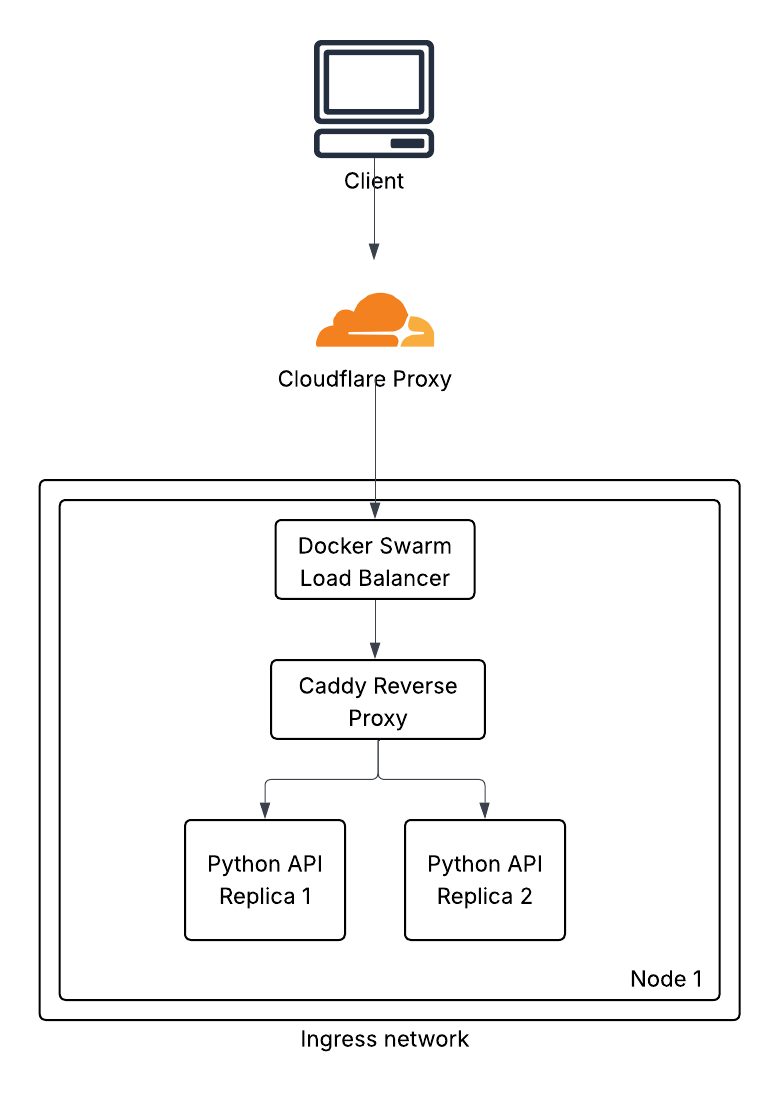 Client
Cloudflare Proxy
Docker Swarm
Load Balancer
Caddy Reverse
Proxy
Python API
Replica 1
Python API
Replica 2
Node 1
Ingress network